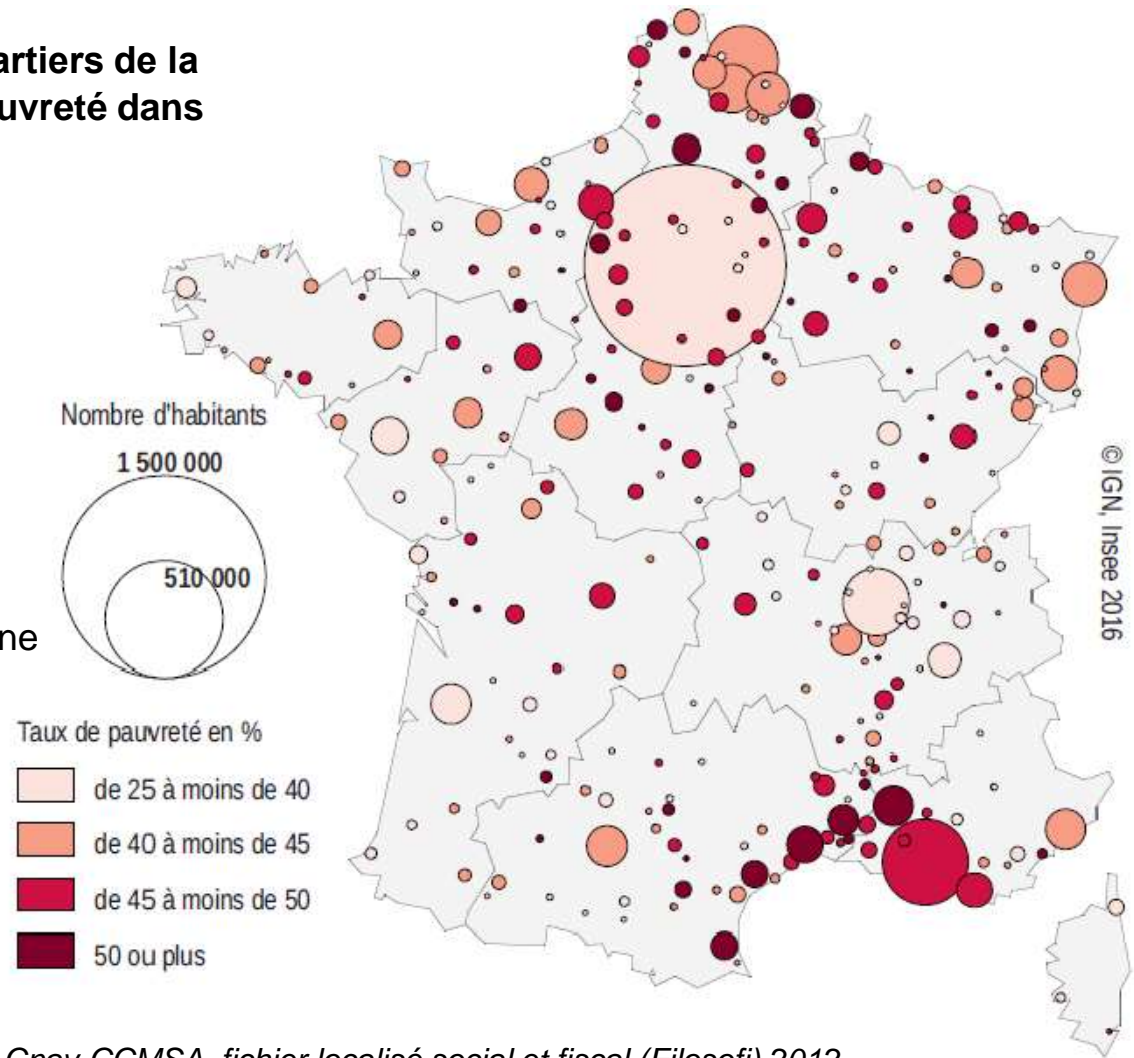 artiers de la
uvreté dans
Nombre d'habitants
1 500 000
510 000
ne
Taux de pauvreté en %
de 25 à moins de 40
de 40 à moins de 45
de 45 à moins de 50
50 ou plus
© IGN, Insee 2016
Cnav-CCMSA, fichier localisé social et fiscal (Filosofi) 2012